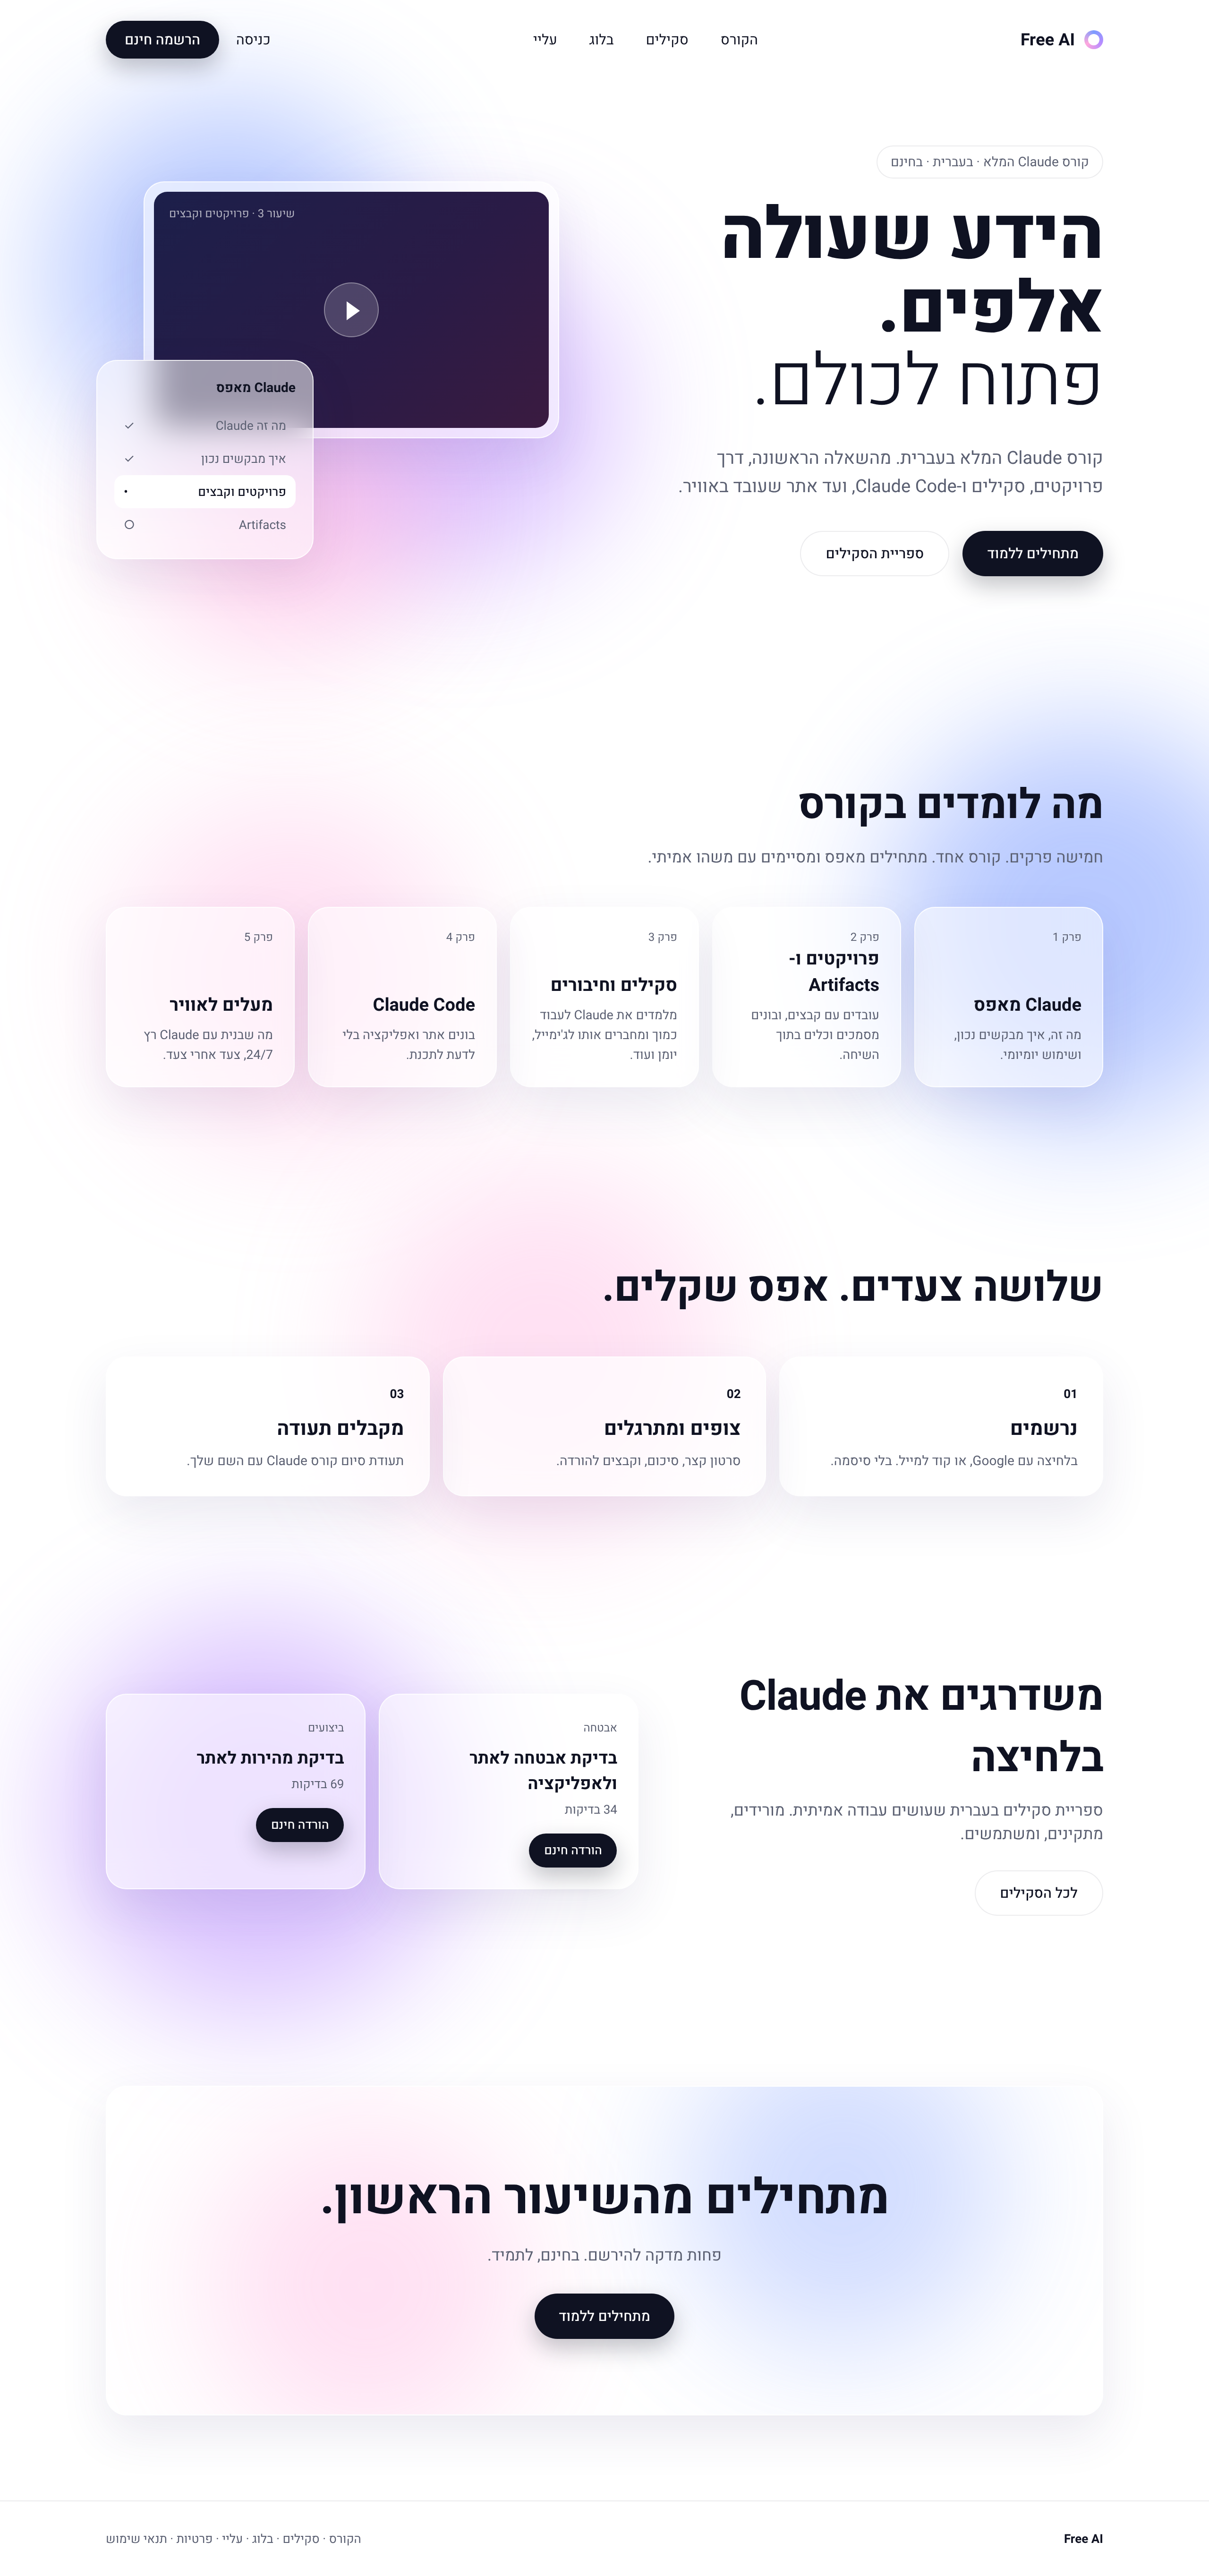 Free AI
הקורס
סקילים
בלוג
עליי
כניסה
הרשמה חינם
קורס Claude המלא · בעברית · בחינם
הידע שעולה
אלפים.
פתוח לכולם.
קורס Claude המלא בעברית. מהשאלה הראשונה, דרך
פרויקטים, סקילים ו-Claude Code, ועד אתר שעובד באוויר.
מתחילים ללמוד
ספריית הסקילים
שיעור 3 · פרויקטים וקבצים
Claude מאפס
מה זה Claude
איך מבקשים נכון
פרויקטים וקבצים
Artifacts
מה לומדים בקורס
חמישה פרקים. קורס אחד. מתחילים מאפס ומסיימים עם משהו אמיתי.
פרק 1
Claude מאפס
מה זה, איך מבקשים נכון,
ושימוש יומיומי.
פרק 2
פרויקטים ו-
Artifacts
עובדים עם קבצים, ובונים
מסמכים וכלים בתוך
השיחה.
פרק 3
סקילים וחיבורים
מלמדים את Claude לעבוד
כמוך ומחברים אותו לג'ימייל,
יומן ועוד.
פרק 4
Claude Code
בונים אתר ואפליקציה בלי
לדעת לתכנת.
פרק 5
מעלים לאוויר
מה שבנית עם Claude רץ
24/7, צעד אחרי צעד.
שלושה צעדים. אפס שקלים.
01
נרשמים
בלחיצה עם Google, או קוד למייל. בלי סיסמה.
02
צופים ומתרגלים
סרטון קצר, סיכום, וקבצים להורדה.
03
מקבלים תעודה
תעודת סיום קורס Claude עם השם שלך.
משדרגים את Claude
בלחיצה
ספריית סקילים בעברית שעושים עבודה אמיתית. מורידים,
מתקינים, ומשתמשים.
לכל הסקילים
אבטחה
בדיקת אבטחה לאתר
ולאפליקציה
34 בדיקות
הורדה חינם
ביצועים
בדיקת מהירות לאתר
69 בדיקות
הורדה חינם
מתחילים מהשיעור הראשון.
פחות מדקה להירשם. בחינם, לתמיד.
מתחילים ללמוד
Free AI
הקורס · סקילים · בלוג · עליי · פרטיות · תנאי שימוש